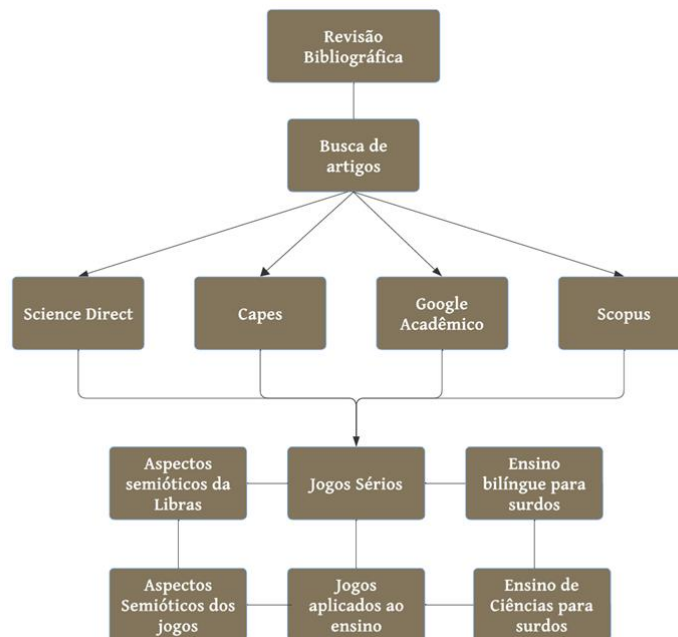 Revisão
Bibliográfica
Busca de
artigos
Science Direct
Capes
Google
Acadêmico
Scopus
Aspectos
semióticos da
Libras
Jogos Sérios
Ensino
bilíngue para
surdos
Aspectos
Semióticos dos
jogos
Jogos
aplicados ao
ensino
Ensino de
Ciências para
surdos